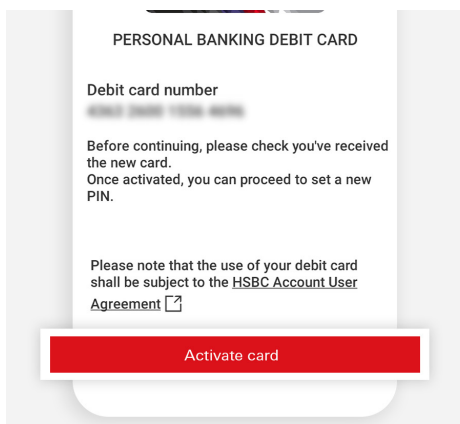 PERSONAL BANKING DEBIT CARD
Debit card number
Before continuing, please check you've received
the new card.
Once activated, you can proceed to set a new
PIN.
Please note that the use of your debit card
shall be subject to the HSBC Account User
Agreement
Activate card